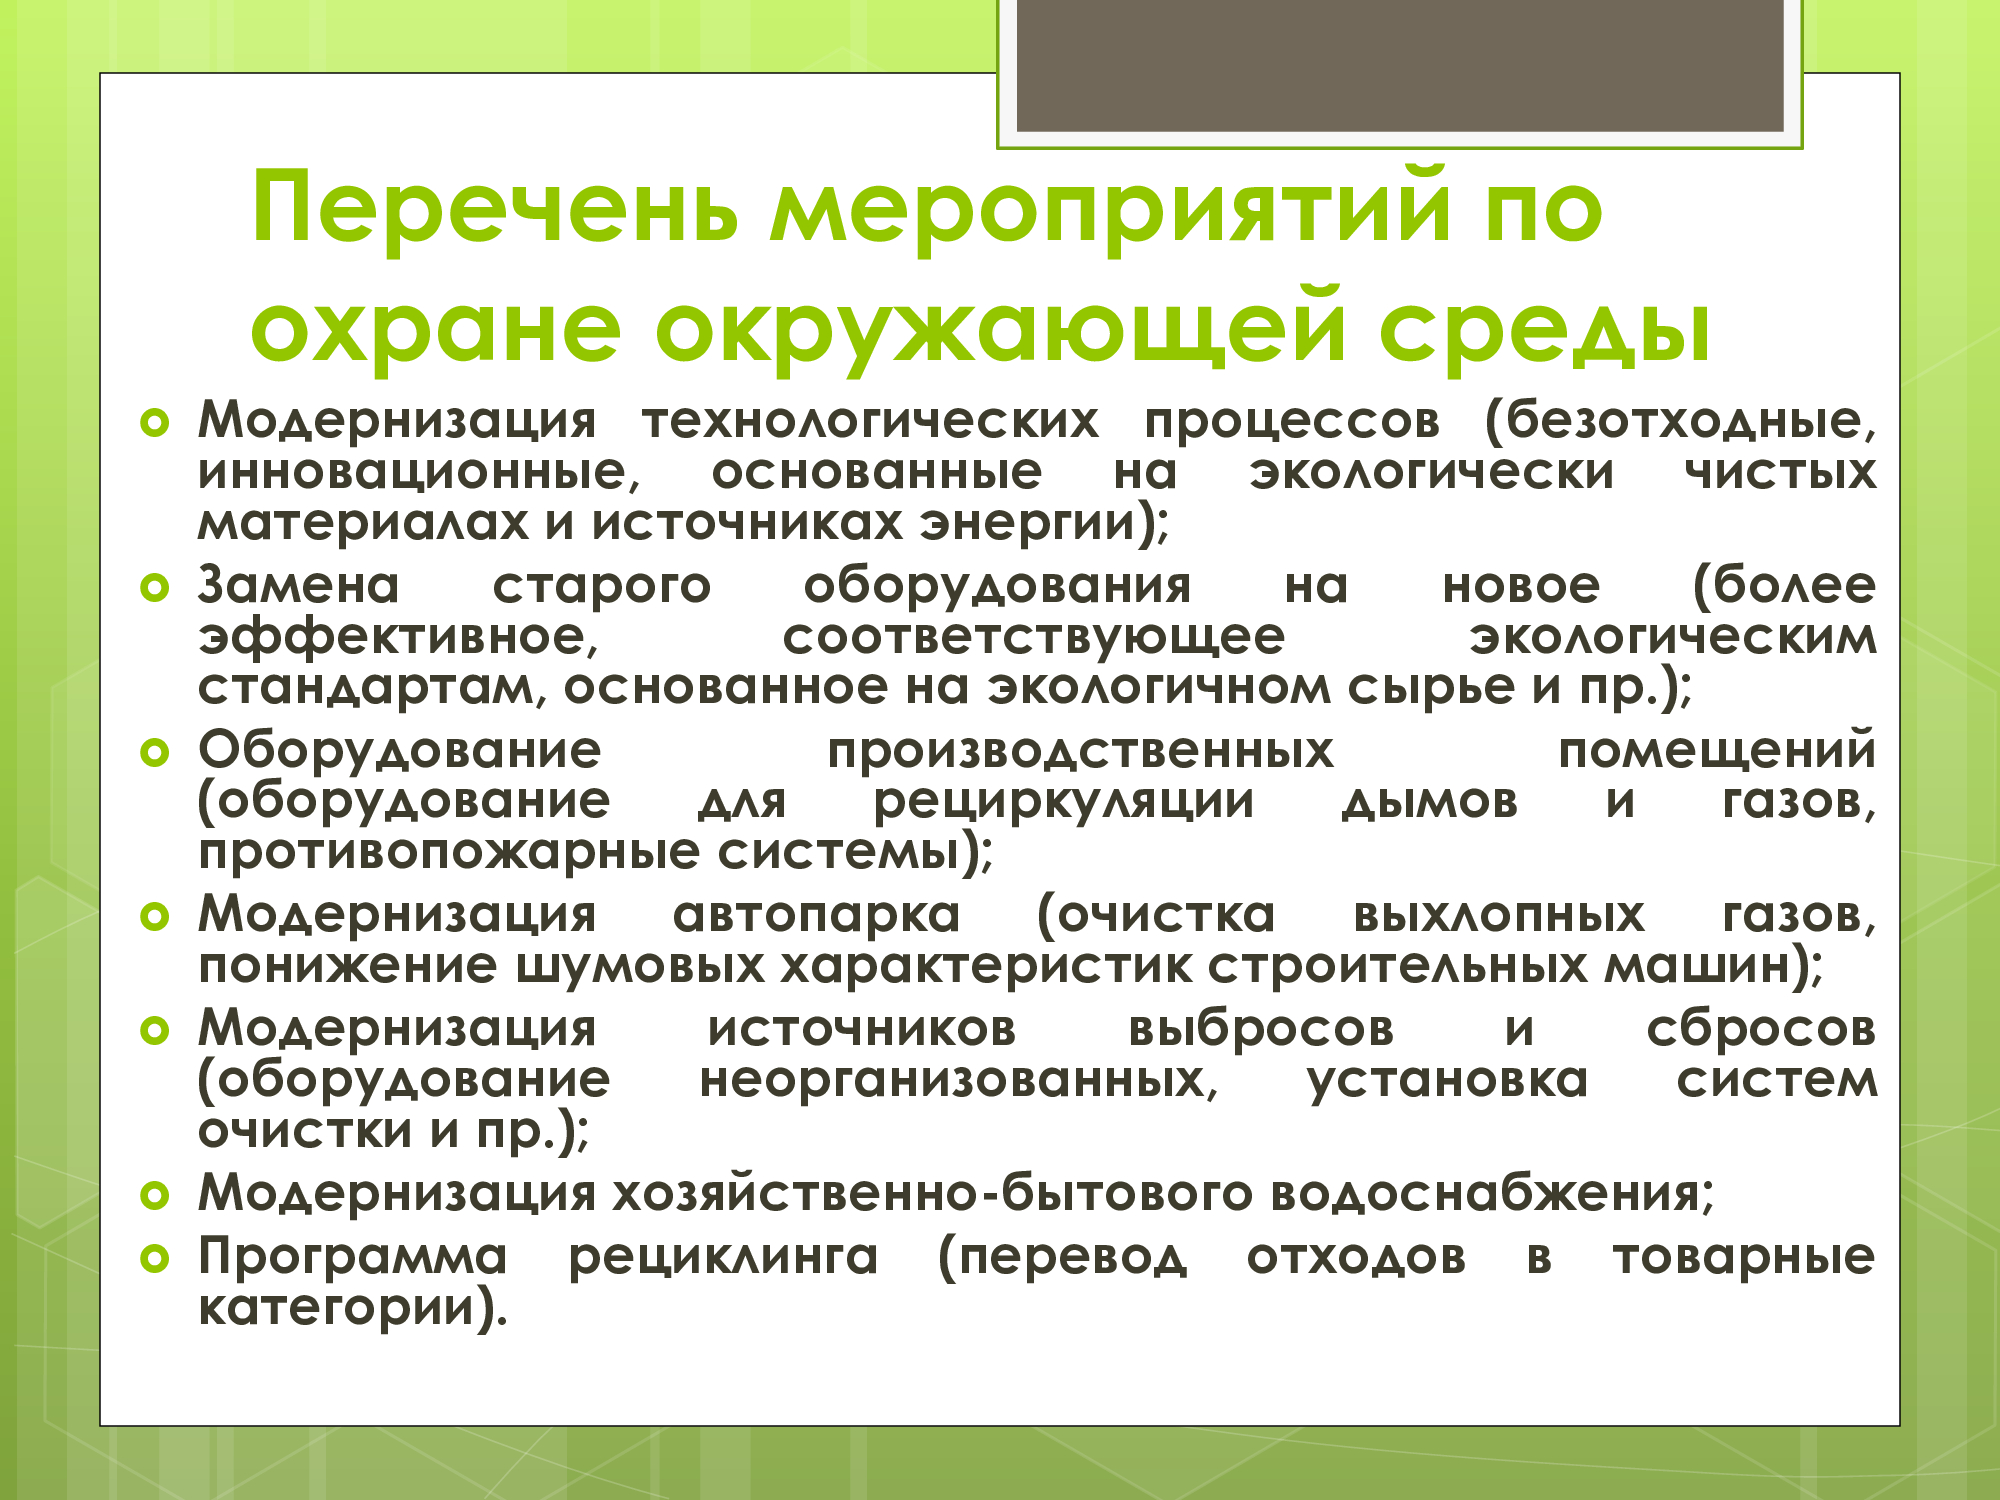 Перечень мероприятий по
охране окружающей среды
Модернизация технологических процессов (безотходные,
инновационные, основанные на экологически чистых
материалах и источниках энергии);
Замена старого оборудования на новое (более
эффективное, соответствующее экологическим
стандартам, основанное на экологичном сырье и пр.);
Оборудование производственных помещений
(оборудование для рециркуляции дымов и газов,
противопожарные системы);
Модернизация автопарка (очистка выхлопных газов,
понижение шумовых характеристик строительных машин);
Модернизация источников выбросов и сбросов
(оборудование неорганизованных, установка систем
очистки и пр.);
Модернизация хозяйственно-бытового водоснабжения;
Программа рециклинга (перевод отходов в товарные
категории).